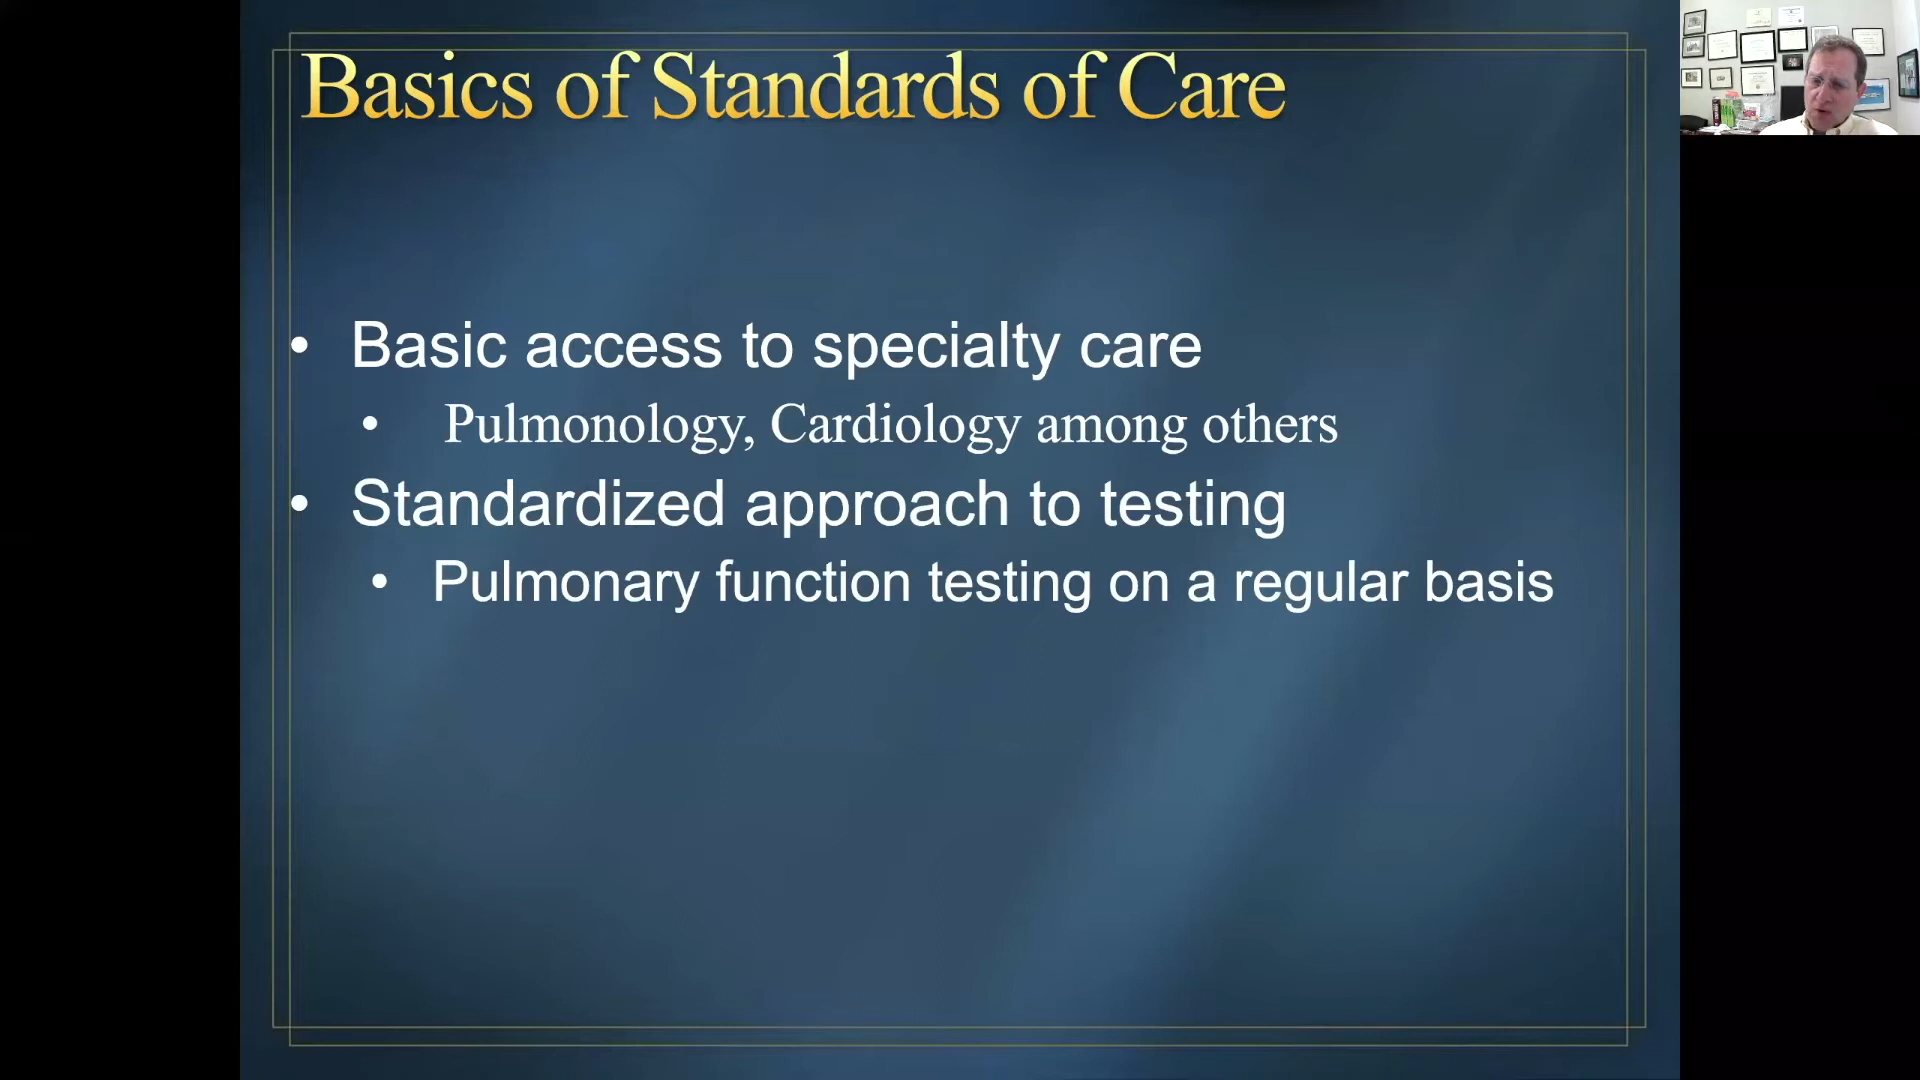 Basics of Standards of Care
• Basic access to specialty care
• Pulmonology, Cardiology among others
• Standardized approach to testing
• Pulmonary function testing on a regular basis